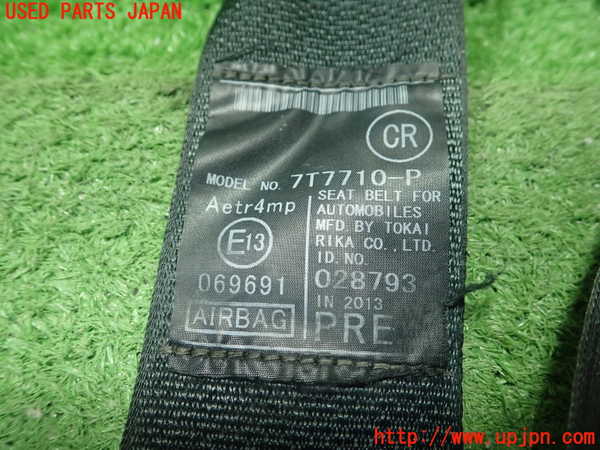 USED PARTS JAPAN
CR
MODEL NO. 7T7710-P
Aetr4mp
SEAT BELT FOR
AUTOMOBILES
MFD BY TOKAI
RIKA CO., LTD.
ID. NO.
E13
069691
028793
IN 2013
AIRBAG
PRE
http://www.upjpn.com